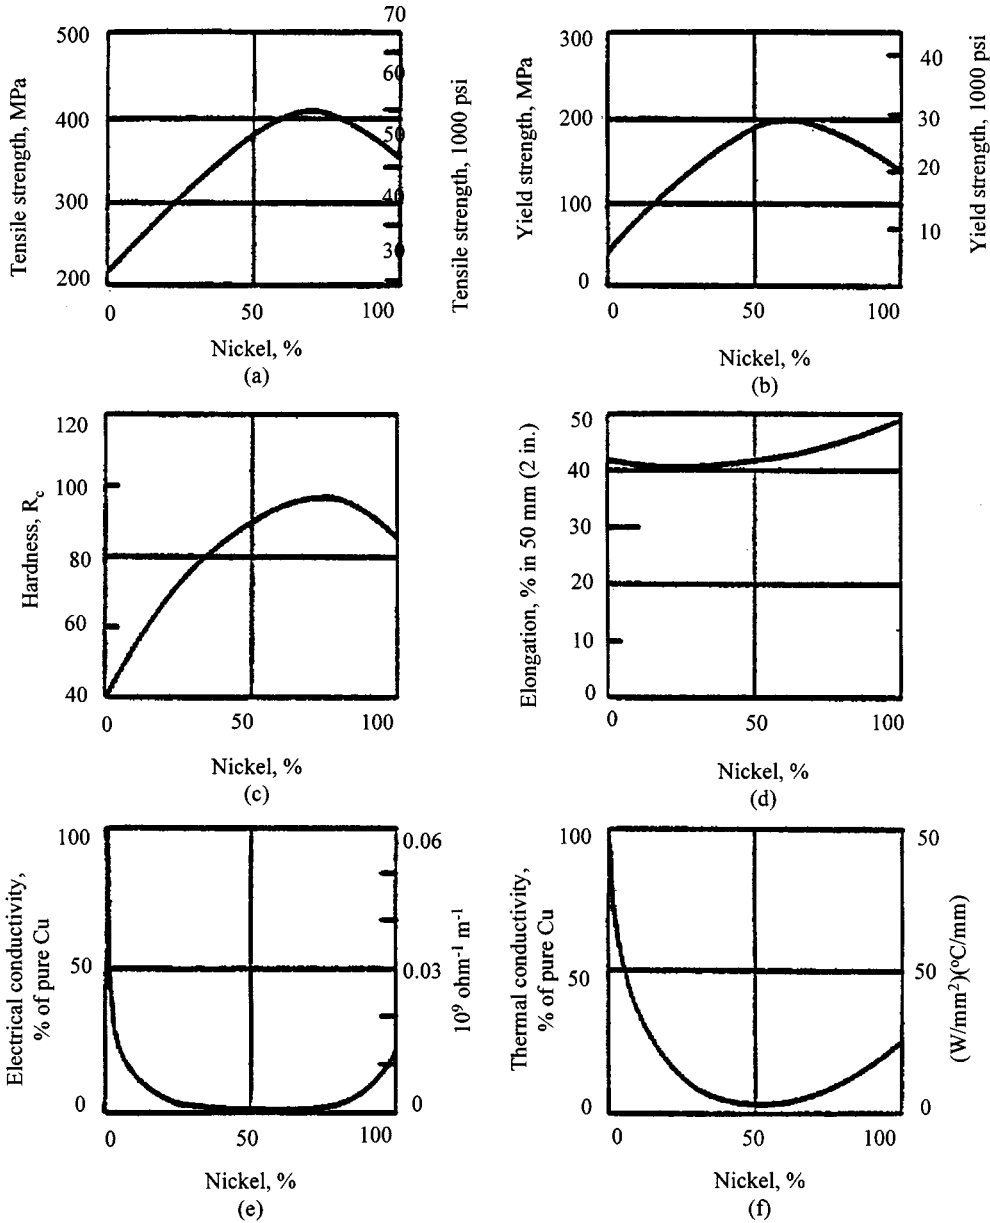 70
500
400
300
200
60
50
40
30
Tensile strength, MPa
Tensile strength, 1000 psi
0 50 100
Nickel, %
(a)
300
200
100
0
40
30
20
10
Yield strength, MPa
Yield strength, 1000 psi
0 50 100
Nickel, %
(b)
120
100
80
60
40
Hardness, R_c
0 50 100
Nickel, %
(c)
50
40
30
20
10
0
Elongation, % in 50 mm (2 in.)
0 50 100
Nickel, %
(d)
100
50
0
0.06
0.03
0
Electrical conductivity,
% of pure Cu
10⁹ ohm⁻¹ m⁻¹
0 50 100
Nickel, %
(e)
100
50
0
50
50
0
Thermal conductivity,
% of pure Cu
(W/mm²)(°C/mm)
0 50 100
Nickel, %
(f)